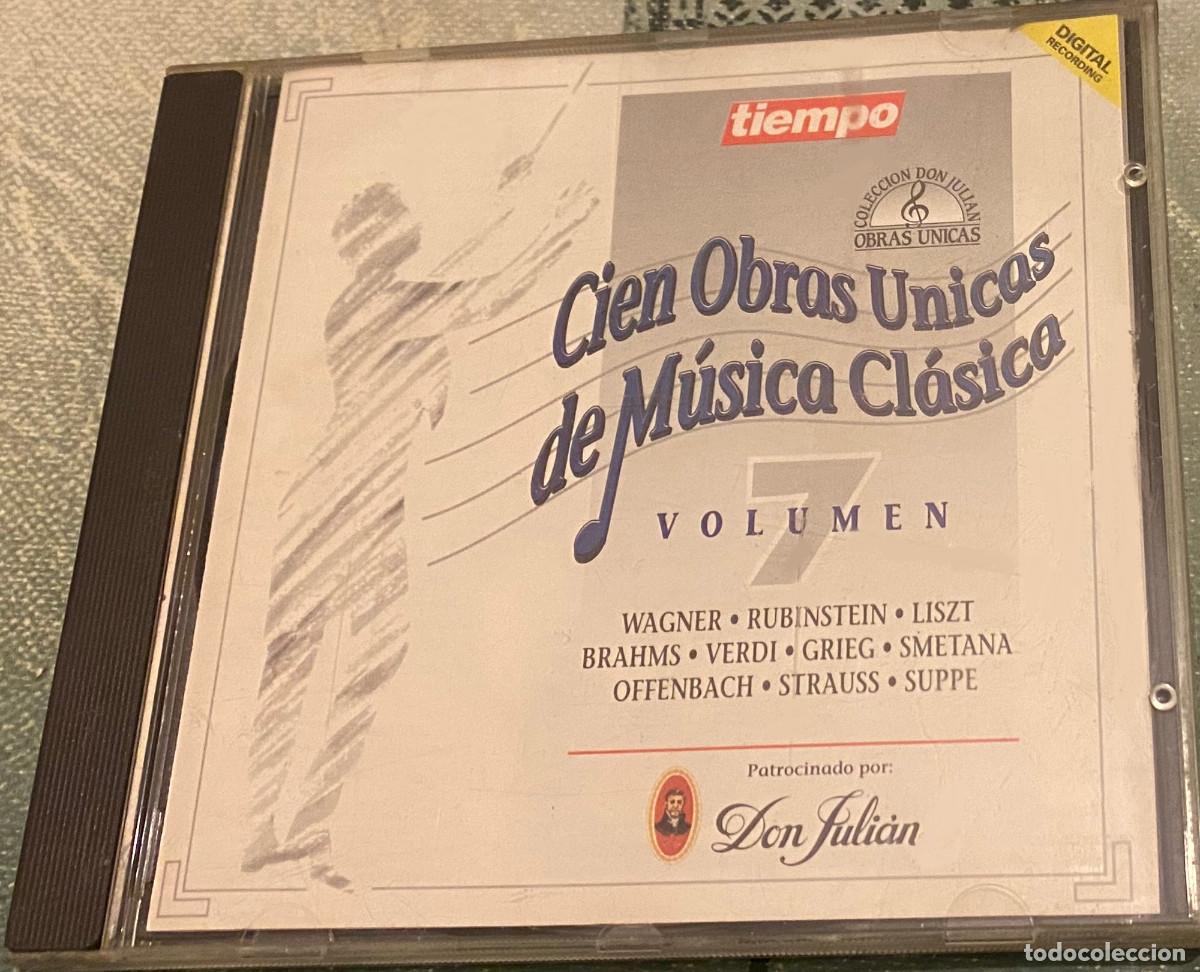 DIGITAL
RECORDING
tiempo
COLECCION DON JULIAN
OBRAS UNICAS
Cien Obras Unicas
de Música Clásica
7
VOLUMEN
WAGNER • RUBINSTEIN • LISZT
BRAHMS • VERDI • GRIEG • SMETANA
OFFENBACH • STRAUSS • SUPPE
Patrocinado por:
Don Julián
todocoleccion